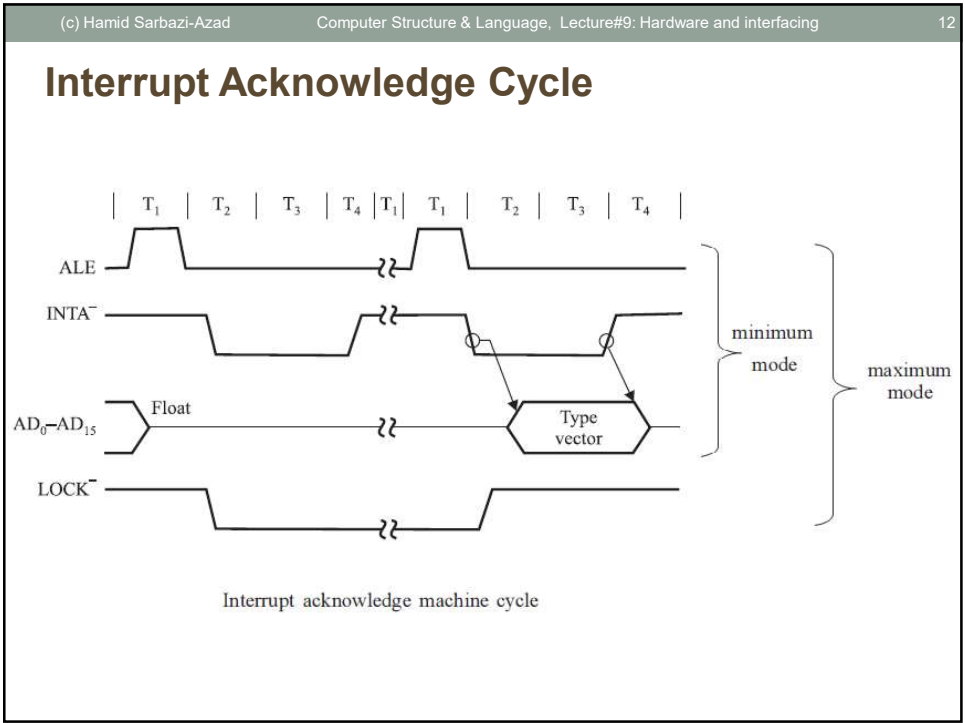 (c) Hamid Sarbazi-Azad Computer Structure & Language, Lecture#9: Hardware and interfacing 12
Interrupt Acknowledge Cycle
T₁ T₂ T₃ T₄ T₁ T₁ T₂ T₃ T₄
ALE
INTA‾
minimum
mode
maximum
mode
Float
AD₀–AD₁₅
Type
vector
LOCK‾
Interrupt acknowledge machine cycle